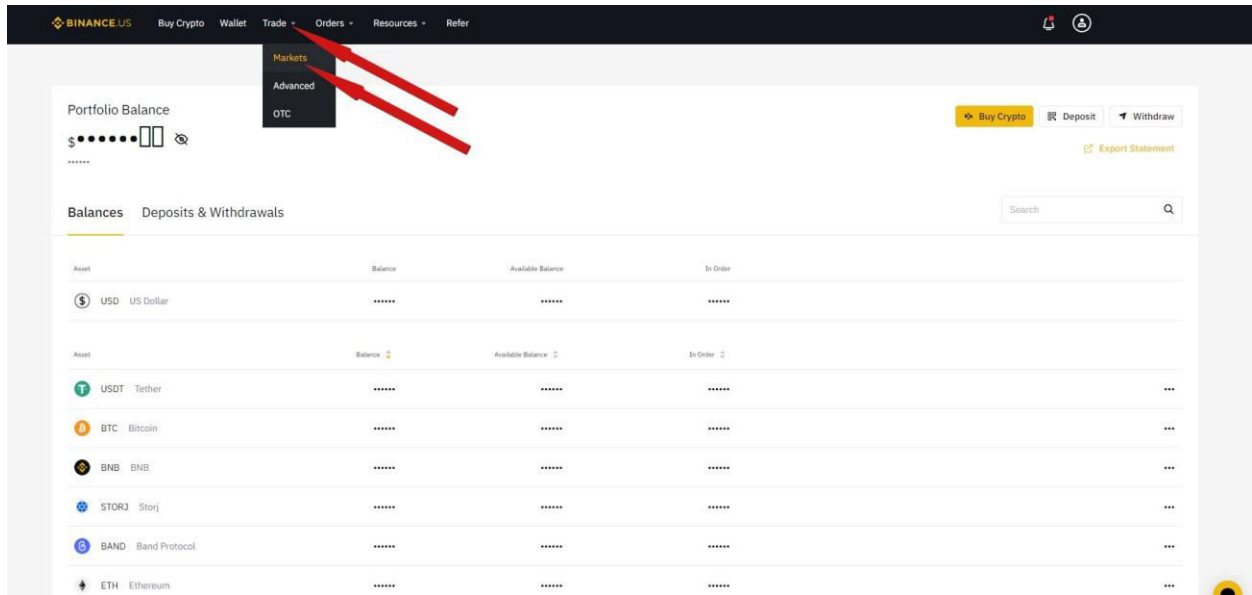 BINANCE.US Buy Crypto Wallet Trade Orders Resources Refer
Markets
Advanced
OTC
Portfolio Balance
$••••••
••••••
Buy Crypto Deposit Withdraw
Export Statement
Balances Deposits & Withdrawals
Search
Asset Balance Available Balance In Order
USD US Dollar •••••• •••••• ••••••
Asset Balance Available Balance In Order
USDT Tether •••••• •••••• •••••• •••
BTC Bitcoin •••••• •••••• •••••• •••
BNB BNB •••••• •••••• •••••• •••
STORJ Storj •••••• •••••• •••••• •••
BAND Band Protocol •••••• •••••• •••••• •••
ETH Ethereum •••••• •••••• •••••• •••